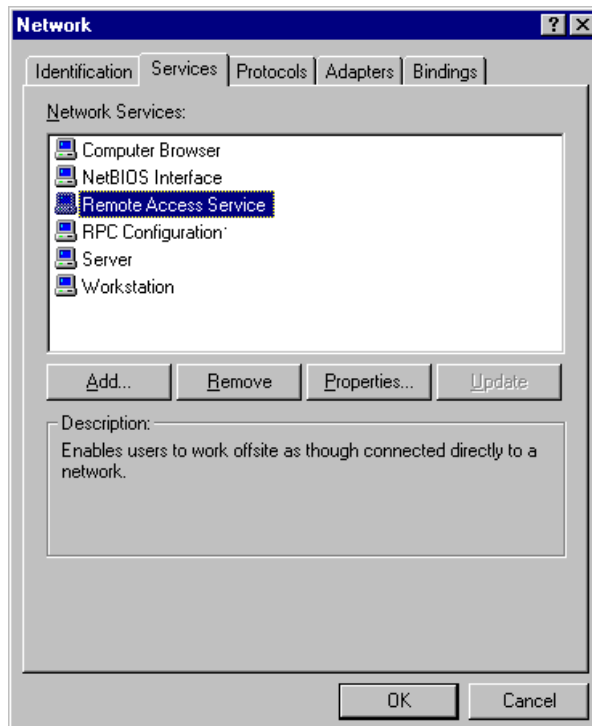 Network
Identification Services Protocols Adapters Bindings
Network Services:
Computer Browser
NetBIOS Interface
Remote Access Service
RPC Configuration
Server
Workstation
Add... Remove Properties... Update
Description:
Enables users to work offsite as though connected directly to a
network.
OK Cancel